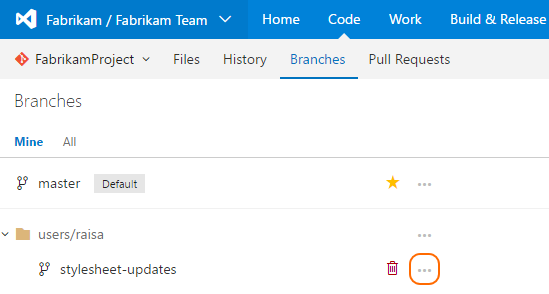 Fabrikam / Fabrikam Team Home Code Work Build & Release
FabrikamProject Files History Branches Pull Requests
Branches
Mine All
master Default
users/raisa
stylesheet-updates